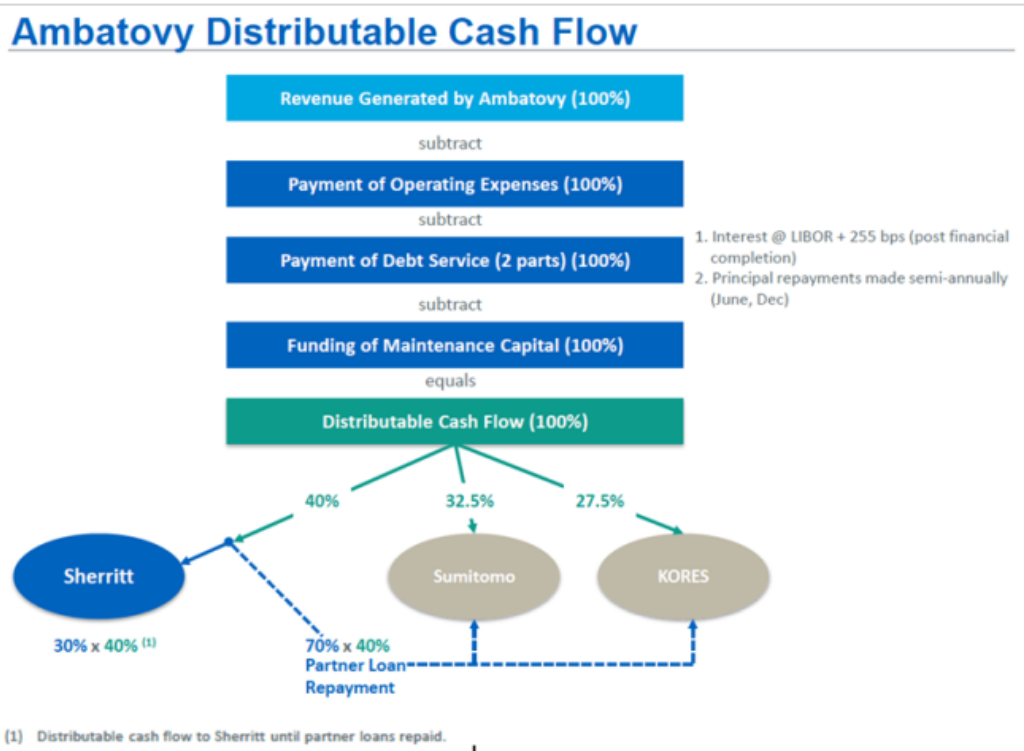 Ambatovy Distributable Cash Flow
Revenue Generated by Ambatovy (100%)
subtract
Payment of Operating Expenses (100%)
subtract
Payment of Debt Service (2 parts) (100%)
1. Interest @ LIBOR + 255 bps (post financial
completion)
2. Principal repayments made semi-annually
(June, Dec)
subtract
Funding of Maintenance Capital (100%)
equals
Distributable Cash Flow (100%)
40%
32.5%
27.5%
Sherritt
Sumitomo
KORES
30% x 40% (1)
70% x 40%
Partner Loan
Repayment
(1) Distributable cash flow to Sherritt until partner loans repaid.